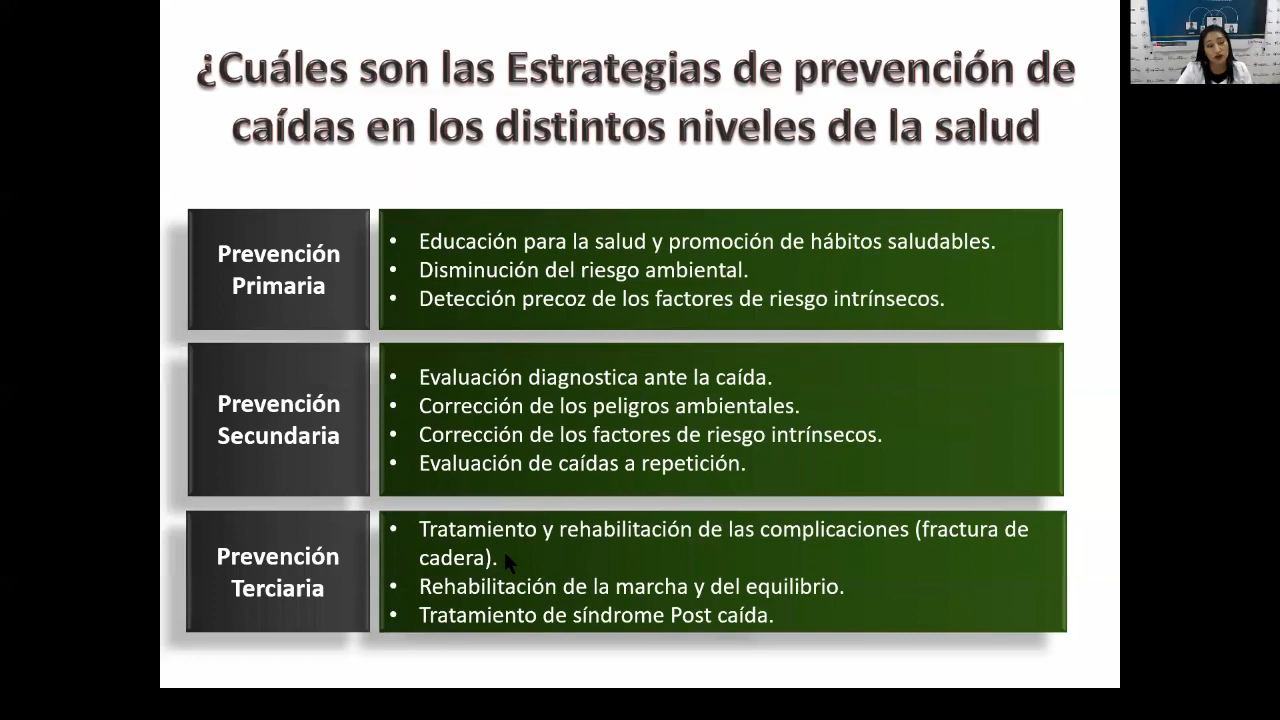 ¿Cuáles son las Estrategias de prevención de
caídas en los distintos niveles de la salud
Prevención
Primaria
• Educación para la salud y promoción de hábitos saludables.
• Disminución del riesgo ambiental.
• Detección precoz de los factores de riesgo intrínsecos.
Prevención
Secundaria
• Evaluación diagnostica ante la caída.
• Corrección de los peligros ambientales.
• Corrección de los factores de riesgo intrínsecos.
• Evaluación de caídas a repetición.
Prevención
Terciaria
• Tratamiento y rehabilitación de las complicaciones (fractura de
cadera).
• Rehabilitación de la marcha y del equilibrio.
• Tratamiento de síndrome Post caída.